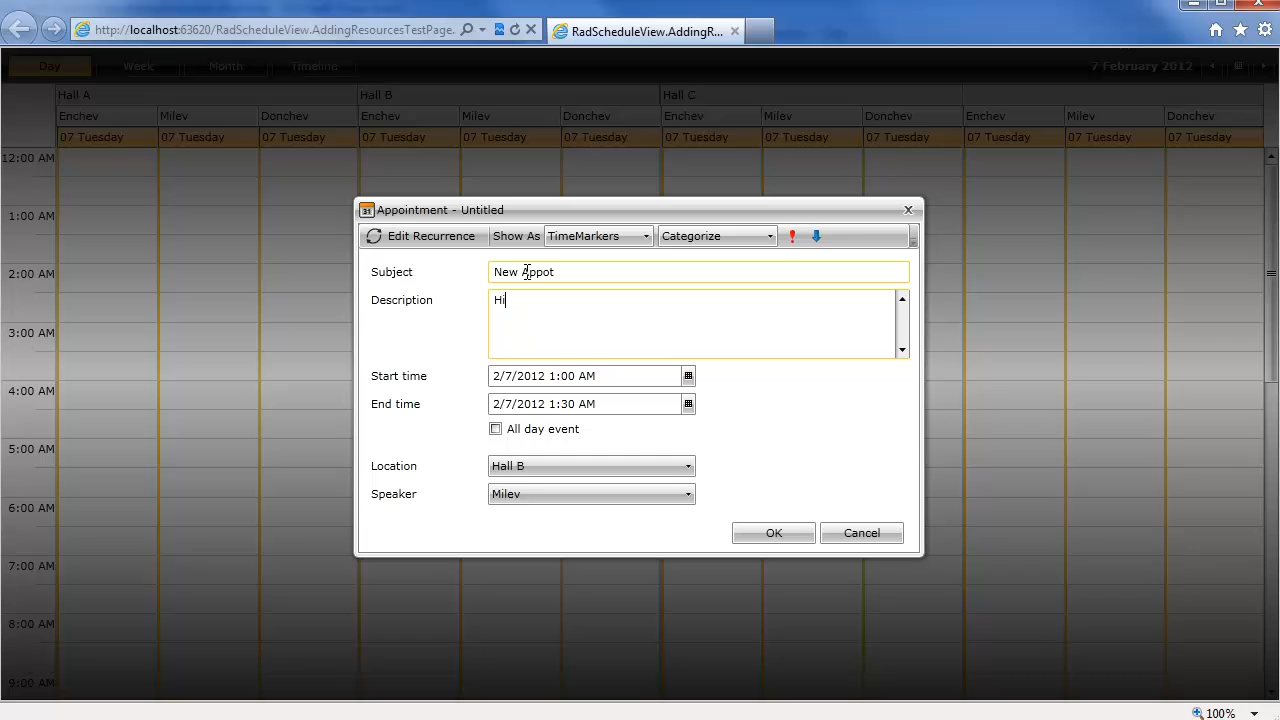 http://localhost:63620/RadScheduleView.AddingResourcesTestPage.
RadScheduleView.AddingR...
Day Week Month Timeline 7 February 2012
Hall A Hall B Hall C
Enchev Milev Donchev Enchev Milev Donchev Enchev Milev Donchev Enchev Milev Donchev
07 Tuesday 07 Tuesday 07 Tuesday 07 Tuesday 07 Tuesday 07 Tuesday 07 Tuesday 07 Tuesday 07 Tuesday 07 Tuesday 07 Tuesday 07 Tuesday
12:00 AM
1:00 AM
2:00 AM
3:00 AM
4:00 AM
5:00 AM
6:00 AM
7:00 AM
8:00 AM
9:00 AM
31 Appointment - Untitled
Edit Recurrence Show As TimeMarkers Categorize
Subject New Appot
Description Hi
Start time 2/7/2012 1:00 AM
End time 2/7/2012 1:30 AM
All day event
Location Hall B
Speaker Milev
OK Cancel
100%